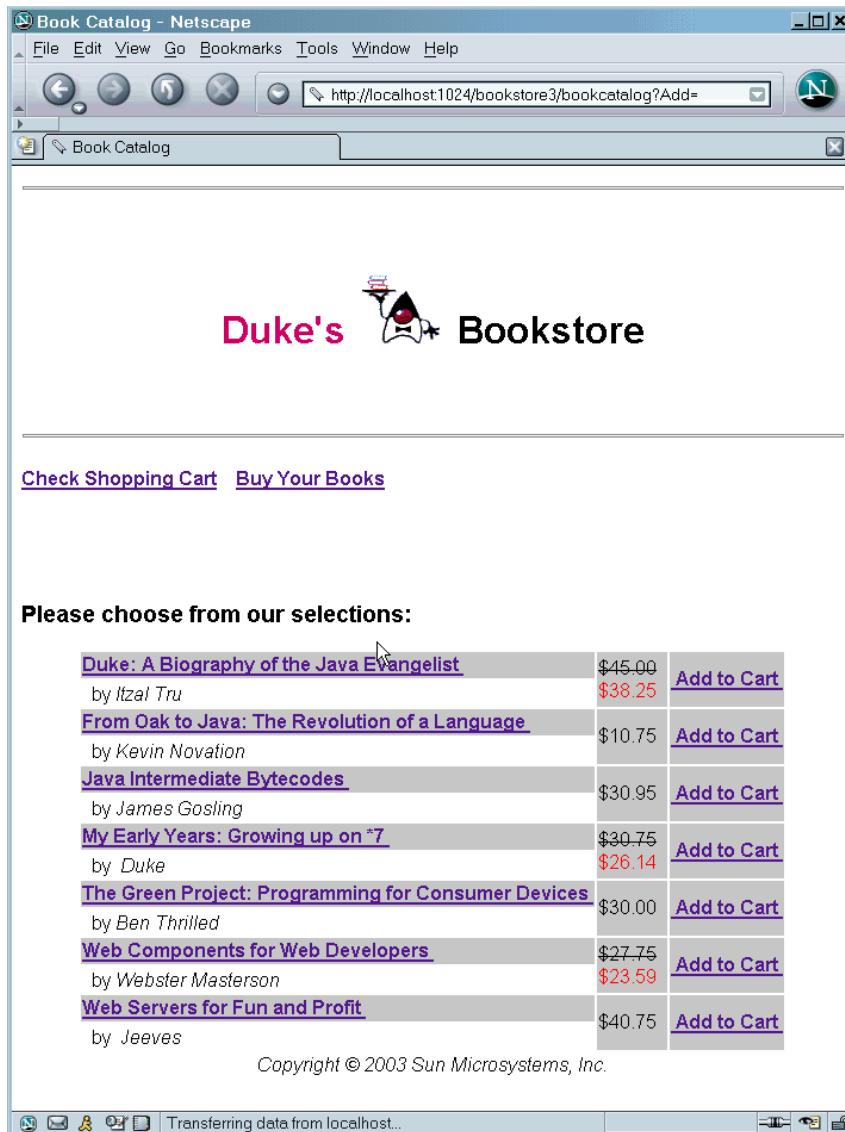 Book Catalog - Netscape
File Edit View Go Bookmarks Tools Window Help
http://localhost:1024/bookstore3/bookcatalog?Add=
N
Book Catalog
Duke's Bookstore
Check Shopping Cart Buy Your Books
Please choose from our selections:
Duke: A Biography of the Java Evangelist $45.00
by Itzal Tru $38.25 Add to Cart
From Oak to Java: The Revolution of a Language
by Kevin Novation $10.75 Add to Cart
Java Intermediate Bytecodes
by James Gosling $30.95 Add to Cart
My Early Years: Growing up on *7 $30.75
by Duke $26.14 Add to Cart
The Green Project: Programming for Consumer Devices
by Ben Thrilled $30.00 Add to Cart
Web Components for Web Developers $27.75
by Webster Masterson $23.59 Add to Cart
Web Servers for Fun and Profit
by Jeeves $40.75 Add to Cart
Copyright © 2003 Sun Microsystems, Inc.
Transferring data from localhost...